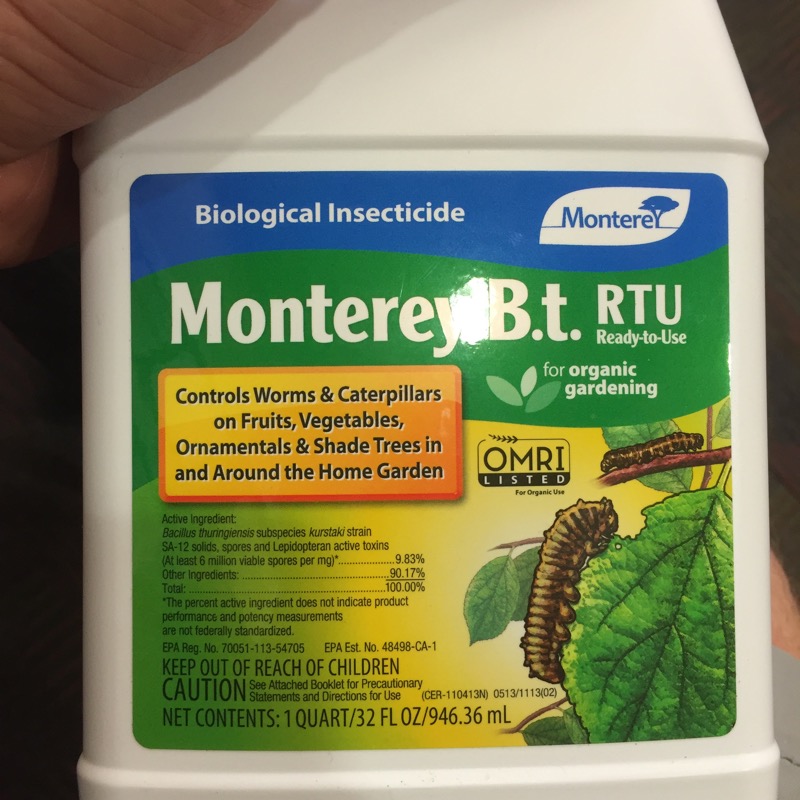 Biological Insecticide
Monterey
Monterey B.t. RTU
Ready-to-Use
for organic
gardening
Controls Worms & Caterpillars
on Fruits, Vegetables,
Ornamentals & Shade Trees in
and Around the Home Garden
OMRI
LISTED
For Organic Use
Active Ingredient:
Bacillus thuringiensis subspecies kurstaki strain
SA-12 solids, spores and Lepidopteran active toxins
(At least 6 million viable spores per mg)*..................9.83%
Other Ingredients: ..........................................90.17%
Total: ...........................................................100.00%
*The percent active ingredient does not indicate product
performance and potency measurements
are not federally standardized.
EPA Reg. No. 70051-113-54705 EPA Est. No. 48498-CA-1
KEEP OUT OF REACH OF CHILDREN
CAUTION See Attached Booklet for Precautionary
Statements and Directions for Use (CER-110413N) 0513/1113(02)
NET CONTENTS: 1 QUART/32 FL OZ/946.36 mL